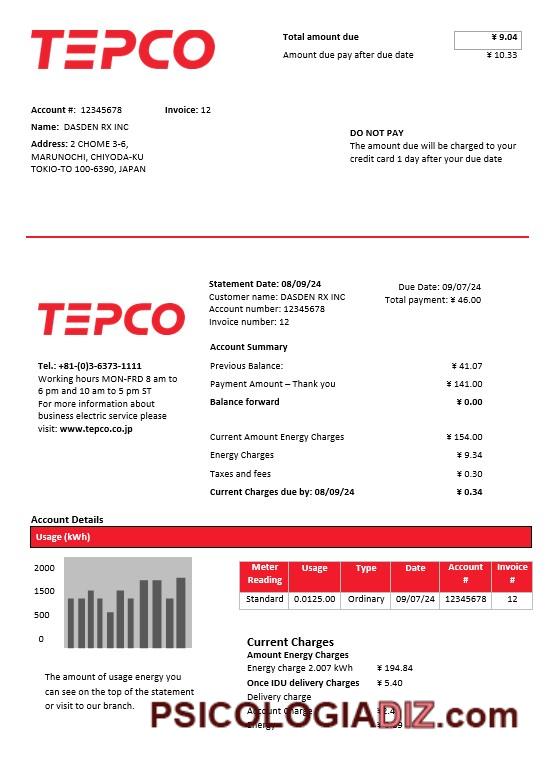 TEPCO
Total amount due ¥ 9.04
Amount due pay after due date ¥ 10.33
Account #: 12345678 Invoice: 12
Name: DASDEN RX INC
Address: 2 CHOME 3-6,
MARUNOCHI, CHIYODA-KU
TOKIO-TO 100-6390, JAPAN
DO NOT PAY
The amount due will be charged to your
credit card 1 day after your due date
TEPCO
Tel.: +81-(0)3-6373-1111
Working hours MON-FRD 8 am to
6 pm and 10 am to 5 pm ST
For more information about
business electric service please
visit: www.tepco.co.jp
Statement Date: 08/09/24
Customer name: DASDEN RX INC
Account number: 12345678
Invoice number: 12
Due Date: 09/07/24
Total payment: ¥ 46.00
Account Summary
Previous Balance: ¥ 41.07
Payment Amount – Thank you ¥ 141.00
Balance forward ¥ 0.00
Current Amount Energy Charges ¥ 154.00
Energy Charges ¥ 9.34
Taxes and fees ¥ 0.30
Current Charges due by: 08/09/24 ¥ 0.34
Account Details
Usage (kWh)
2000
1500
500
0
The amount of usage energy you
can see on the top of the statement
or visit to our branch.
Meter Reading Usage Type Date Account # Invoice #
Standard 0.0125.00 Ordinary 09/07/24 12345678 12
Current Charges
Amount Energy Charges
Energy charge 2.007 kWh ¥ 194.84
Once IDU delivery Charges ¥ 5.40
Delivery charge
Account Charge
Energy
PSICOLOGIADIZ.com